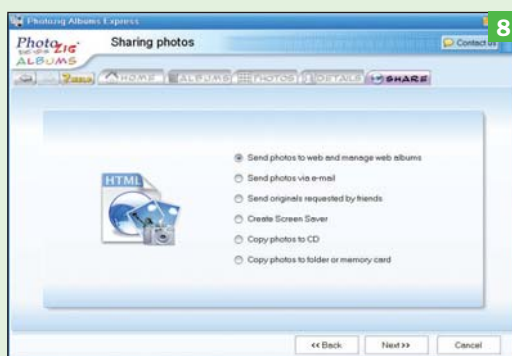 Photozig Albums Express
8
PhotoZIG
ALBUMS
Sharing photos
Contact us
HOME ALBUMS PHOTOS DETAILS SHARE
HTML
Send photos to web and manage web albums
Send photos via e-mail
Send originals requested by friends
Create Screen Saver
Copy photos to CD
Copy photos to folder or memory card
<< Back Next >> Cancel